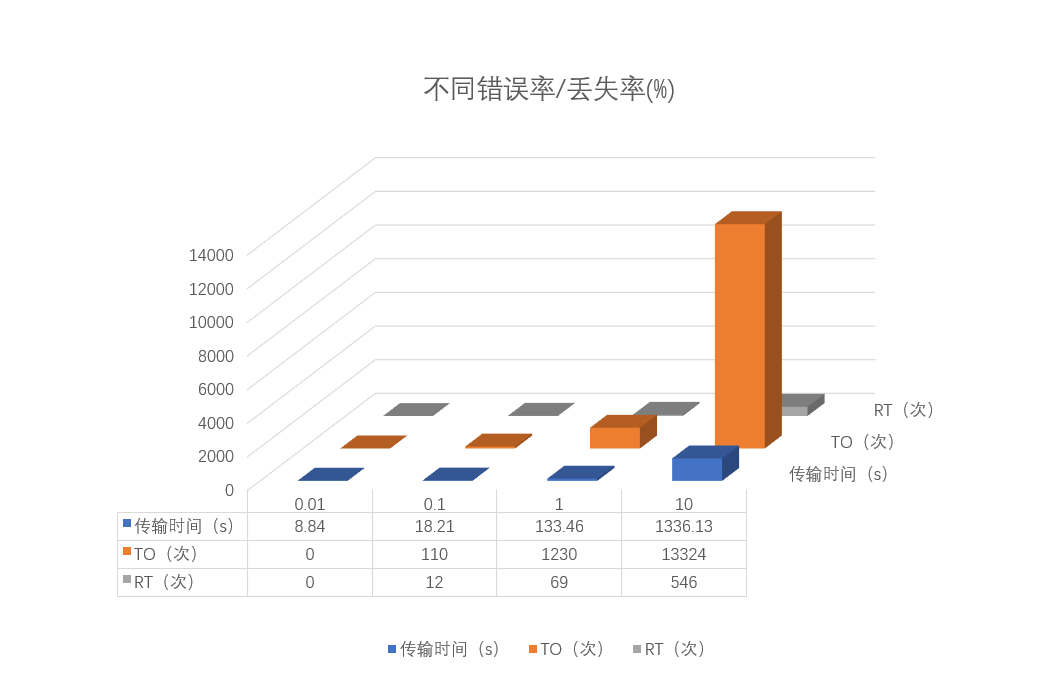 不同错误率/丢失率(%)
14000
12000
10000
8000
6000
4000
2000
0
RT（次）
TO（次）
传输时间（s）
0.01 0.1 1 10
传输时间（s） 8.84 18.21 133.46 1336.13
TO（次） 0 110 1230 13324
RT（次） 0 12 69 546
传输时间（s） TO（次） RT（次）